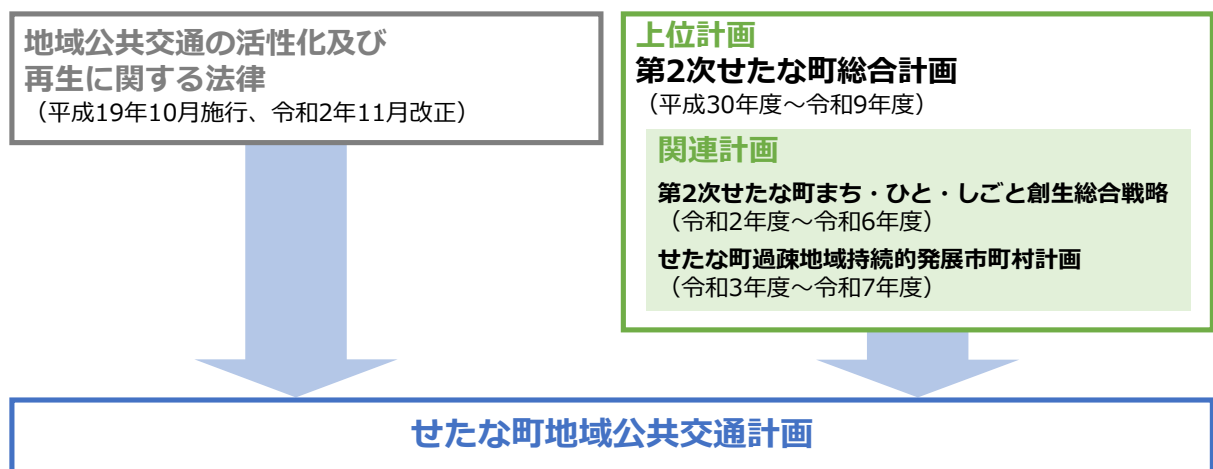 地域公共交通の活性化及び
再生に関する法律
（平成19年10月施行、令和2年11月改正）
上位計画
第2次せたな町総合計画
（平成30年度～令和9年度）
関連計画
第2次せたな町まち・ひと・しごと創生総合戦略
（令和2年度～令和6年度）
せたな町過疎地域持続的発展市町村計画
（令和3年度～令和7年度）
せたな町地域公共交通計画